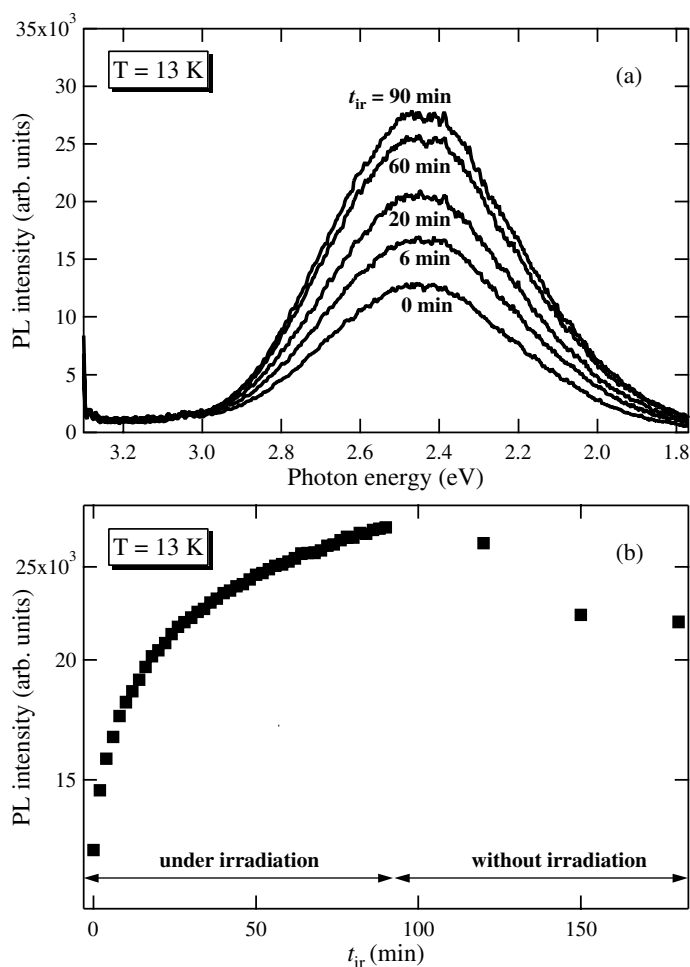 35x10³
T = 13 K
(a)
30
t_ir = 90 min
25
60 min
20
20 min
15
6 min
10
0 min
5
0
PL intensity (arb. units)
3.2 3.0 2.8 2.6 2.4 2.2 2.0 1.8
Photon energy (eV)
T = 13 K
(b)
25x10³
20
15
PL intensity (arb. units)
under irradiation without irradiation
0 50 100 150
t_ir (min)